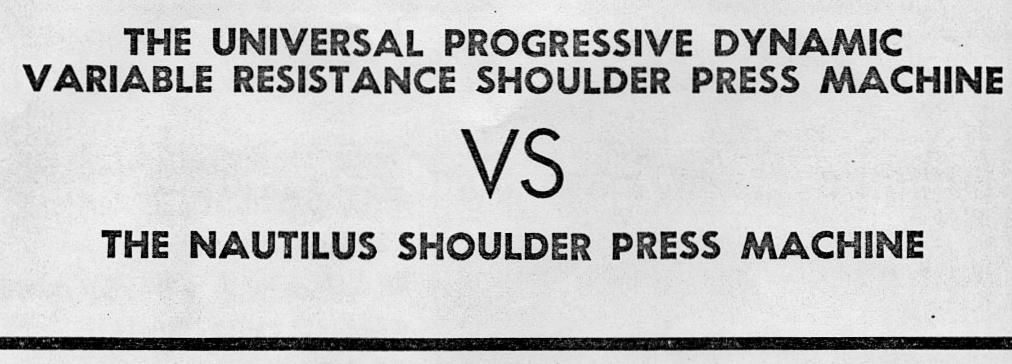 THE UNIVERSAL PROGRESSIVE DYNAMIC
VARIABLE RESISTANCE SHOULDER PRESS MACHINE
VS
THE NAUTILUS SHOULDER PRESS MACHINE